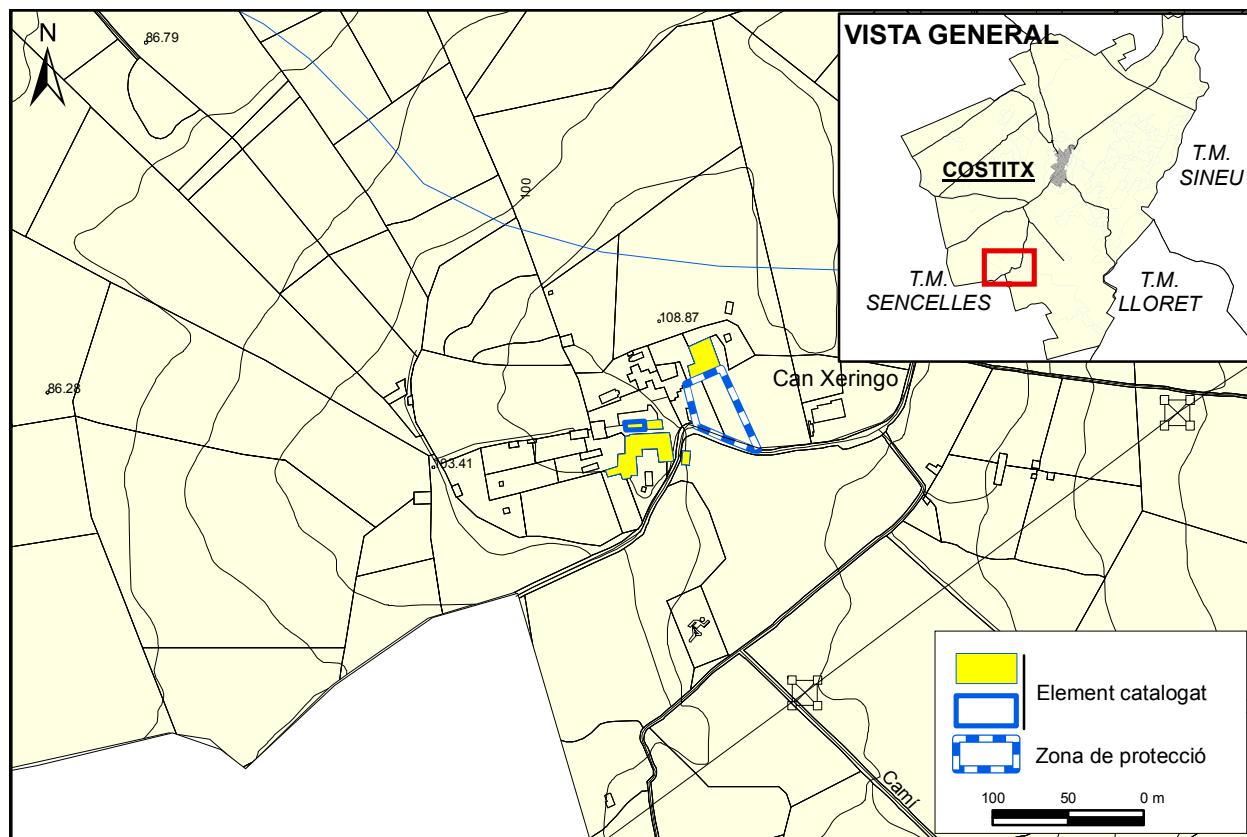 N
86.79
VISTA GENERAL
COSTITX
T.M.
SINEU
T.M.
SENCELLES
T.M.
LLORET
100
108.87
Can Xeringo
86.28
103.41
Camí
Element catalogat
Zona de protecció
100 50 0 m